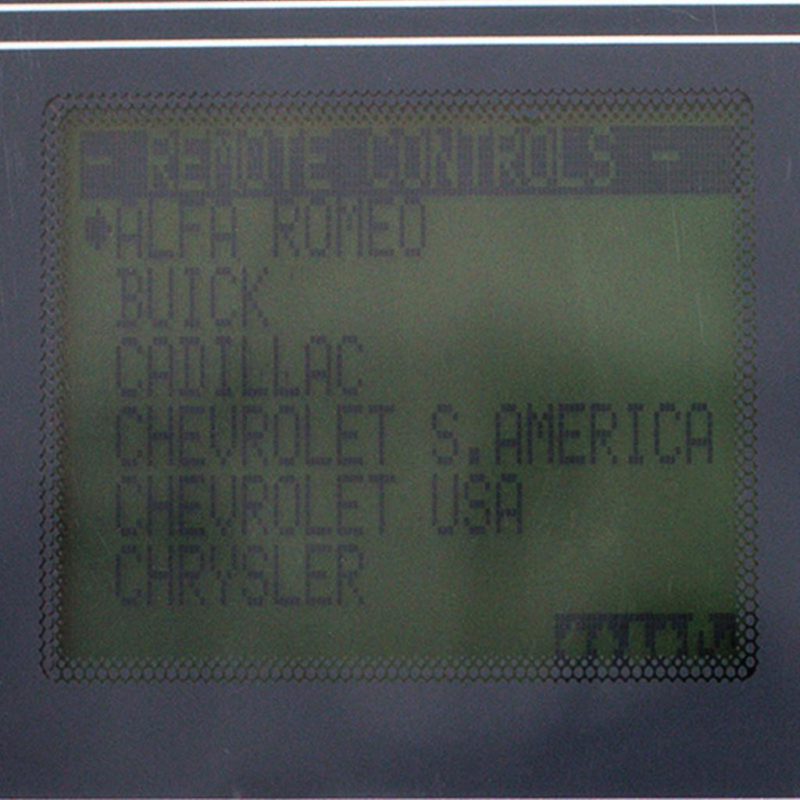 - REMOTE CONTROLS -
ALFA ROMEO
BUICK
CADILLAC
CHEVROLET S.AMERICA
CHEVROLET USA
CHRYSLER